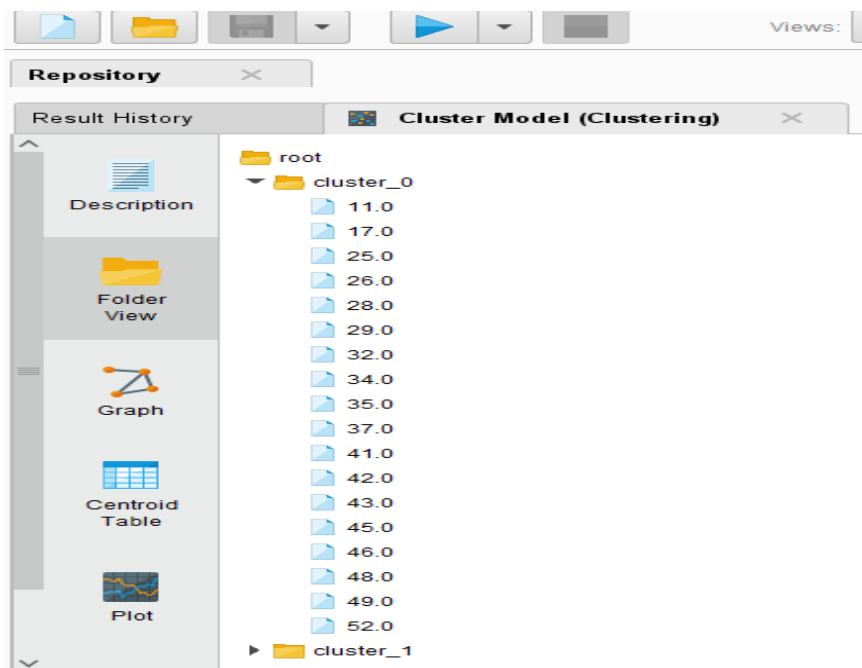 Views:
Repository
Result History
Cluster Model (Clustering)
Description
Folder
View
Graph
Centroid
Table
Plot
root
cluster_0
11.0
17.0
25.0
26.0
28.0
29.0
32.0
34.0
35.0
37.0
41.0
42.0
43.0
45.0
46.0
48.0
49.0
52.0
cluster_1